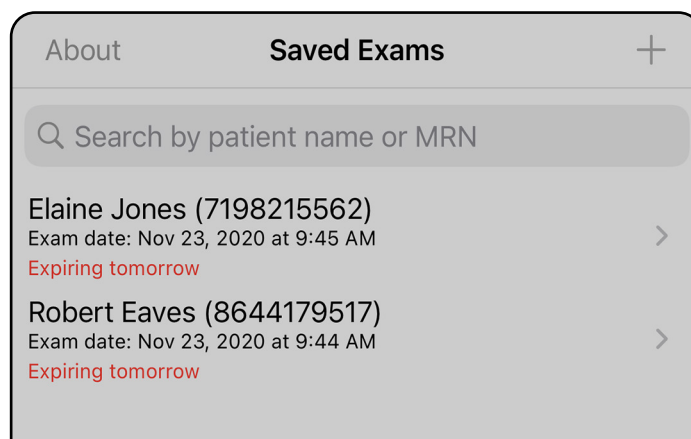 About Saved Exams +
Search by patient name or MRN
Elaine Jones (7198215562)
Exam date: Nov 23, 2020 at 9:45 AM
Expiring tomorrow
Robert Eaves (8644179517)
Exam date: Nov 23, 2020 at 9:44 AM
Expiring tomorrow